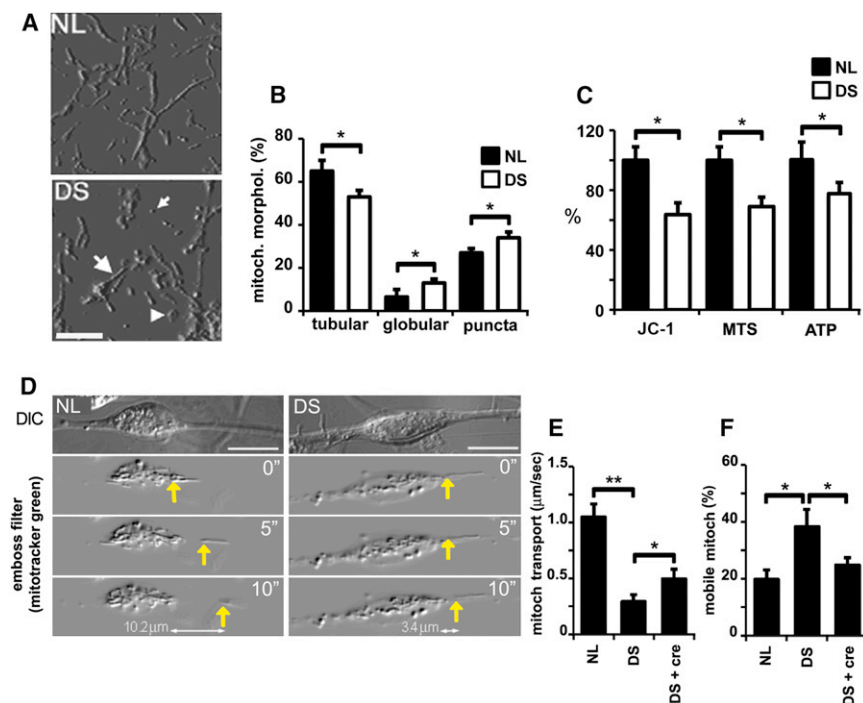 A
NL
DS
B
mitoch. morphol. (%)
80
60
40
20
0
*
*
*
NL
DS
tubular
globular
puncta
C
NL
DS
%
120
80
40
0
*
*
*
JC-1
MTS
ATP
D
DIC
NL
DS
emboss filter
(mitotracker green)
0"
5"
10"
10.2μm
0"
5"
10"
3.4μm
E
mitoch transport (μm/sec)
1.5
1.25
1.0
0.5
0
**
*
NL
DS
DS + cre
F
mobile mitoch (%)
60
40
20
0
*
*
NL
DS
DS + cre